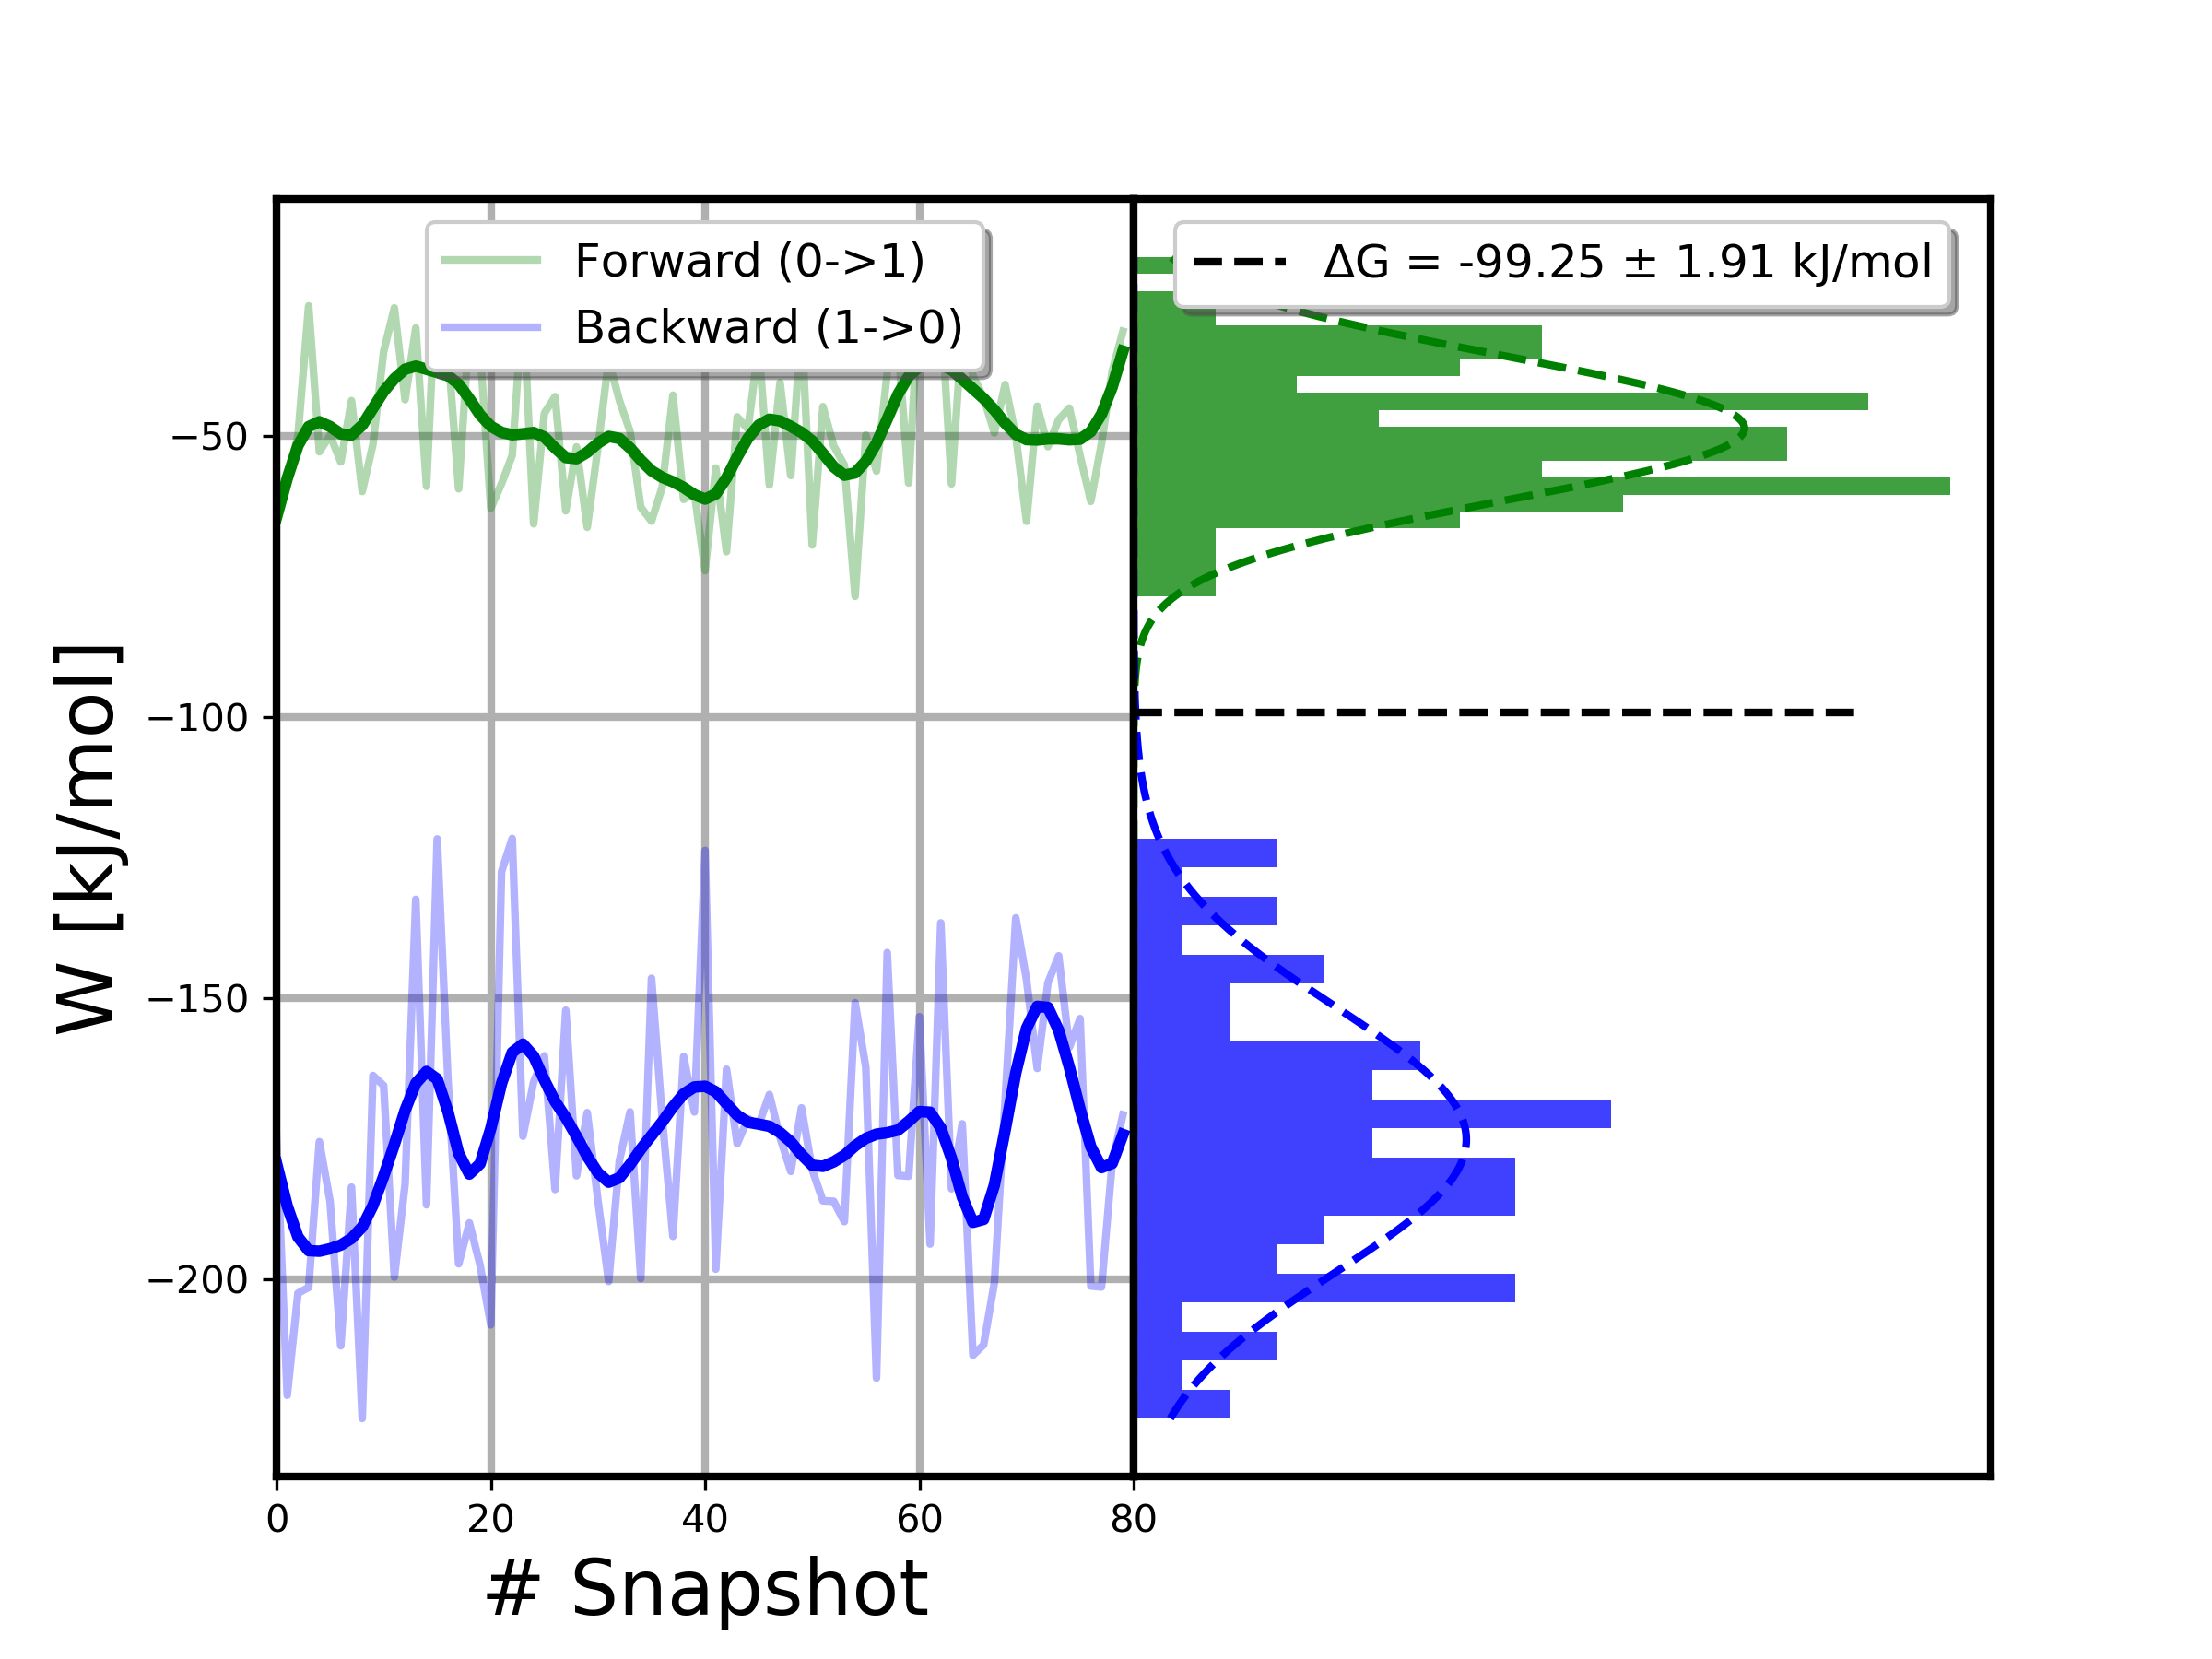 Forward (0->1)
Backward (1->0)
ΔG = -99.25 ± 1.91 kJ/mol
−50
−100
−150
−200
W [kJ/mol]
0 20 40 60 80
# Snapshot